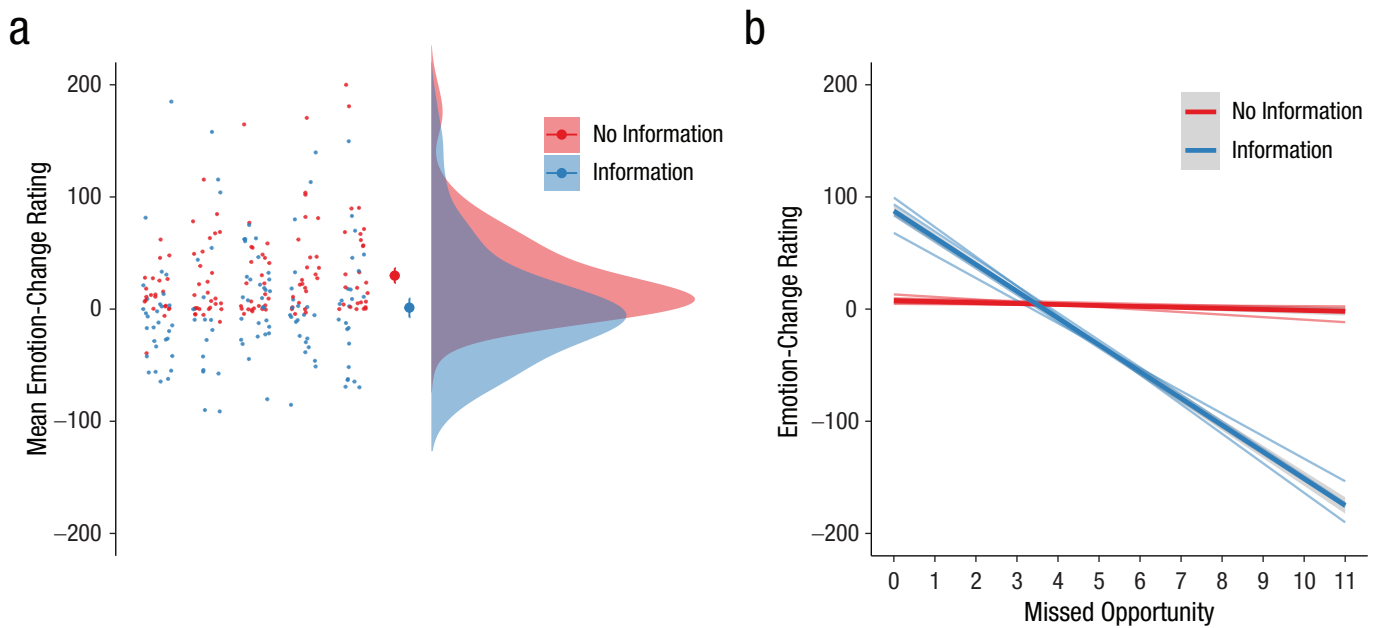 a
Mean Emotion-Change Rating
200
100
0
−100
−200
No Information
Information
b
Emotion-Change Rating
200
100
0
−100
−200
No Information
Information
0 1 2 3 4 5 6 7 8 9 10 11
Missed Opportunity